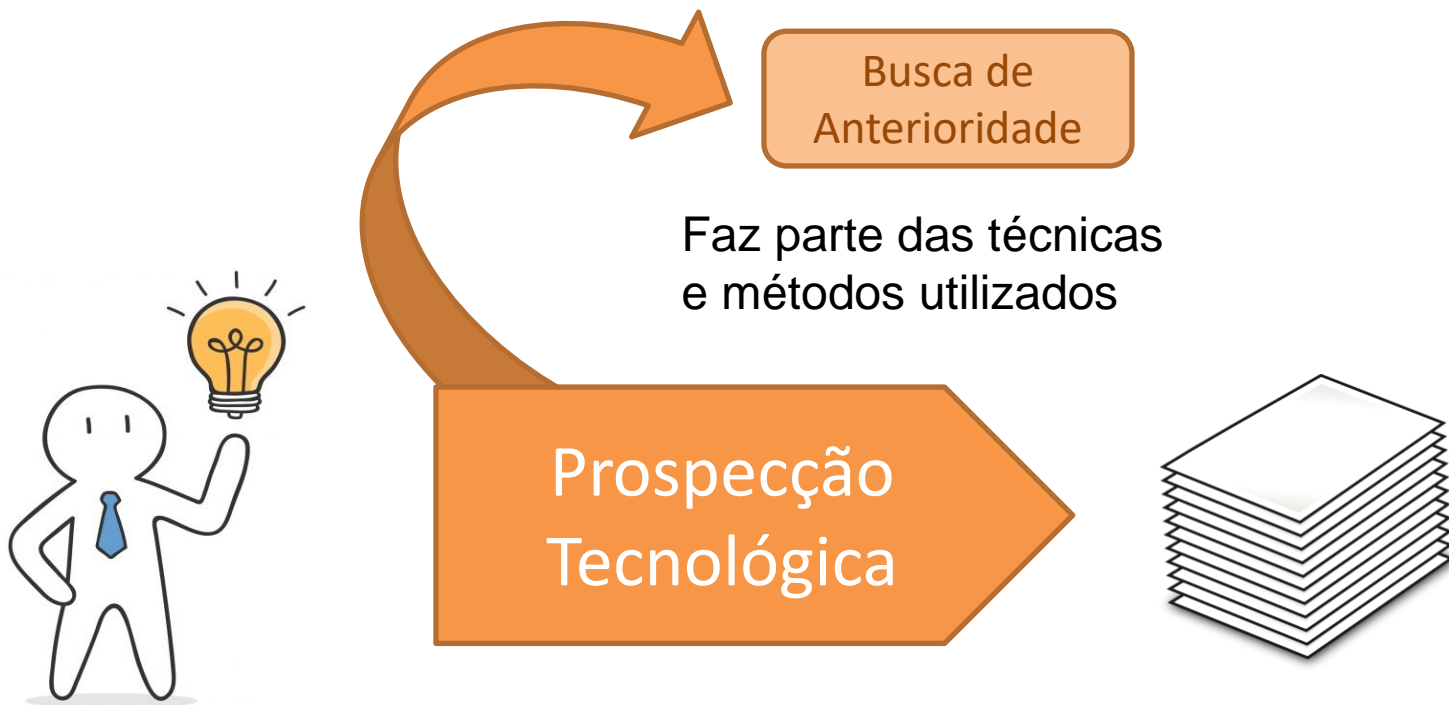 Busca de
Anterioridade
Faz parte das técnicas
e métodos utilizados
Prospecção
Tecnológica